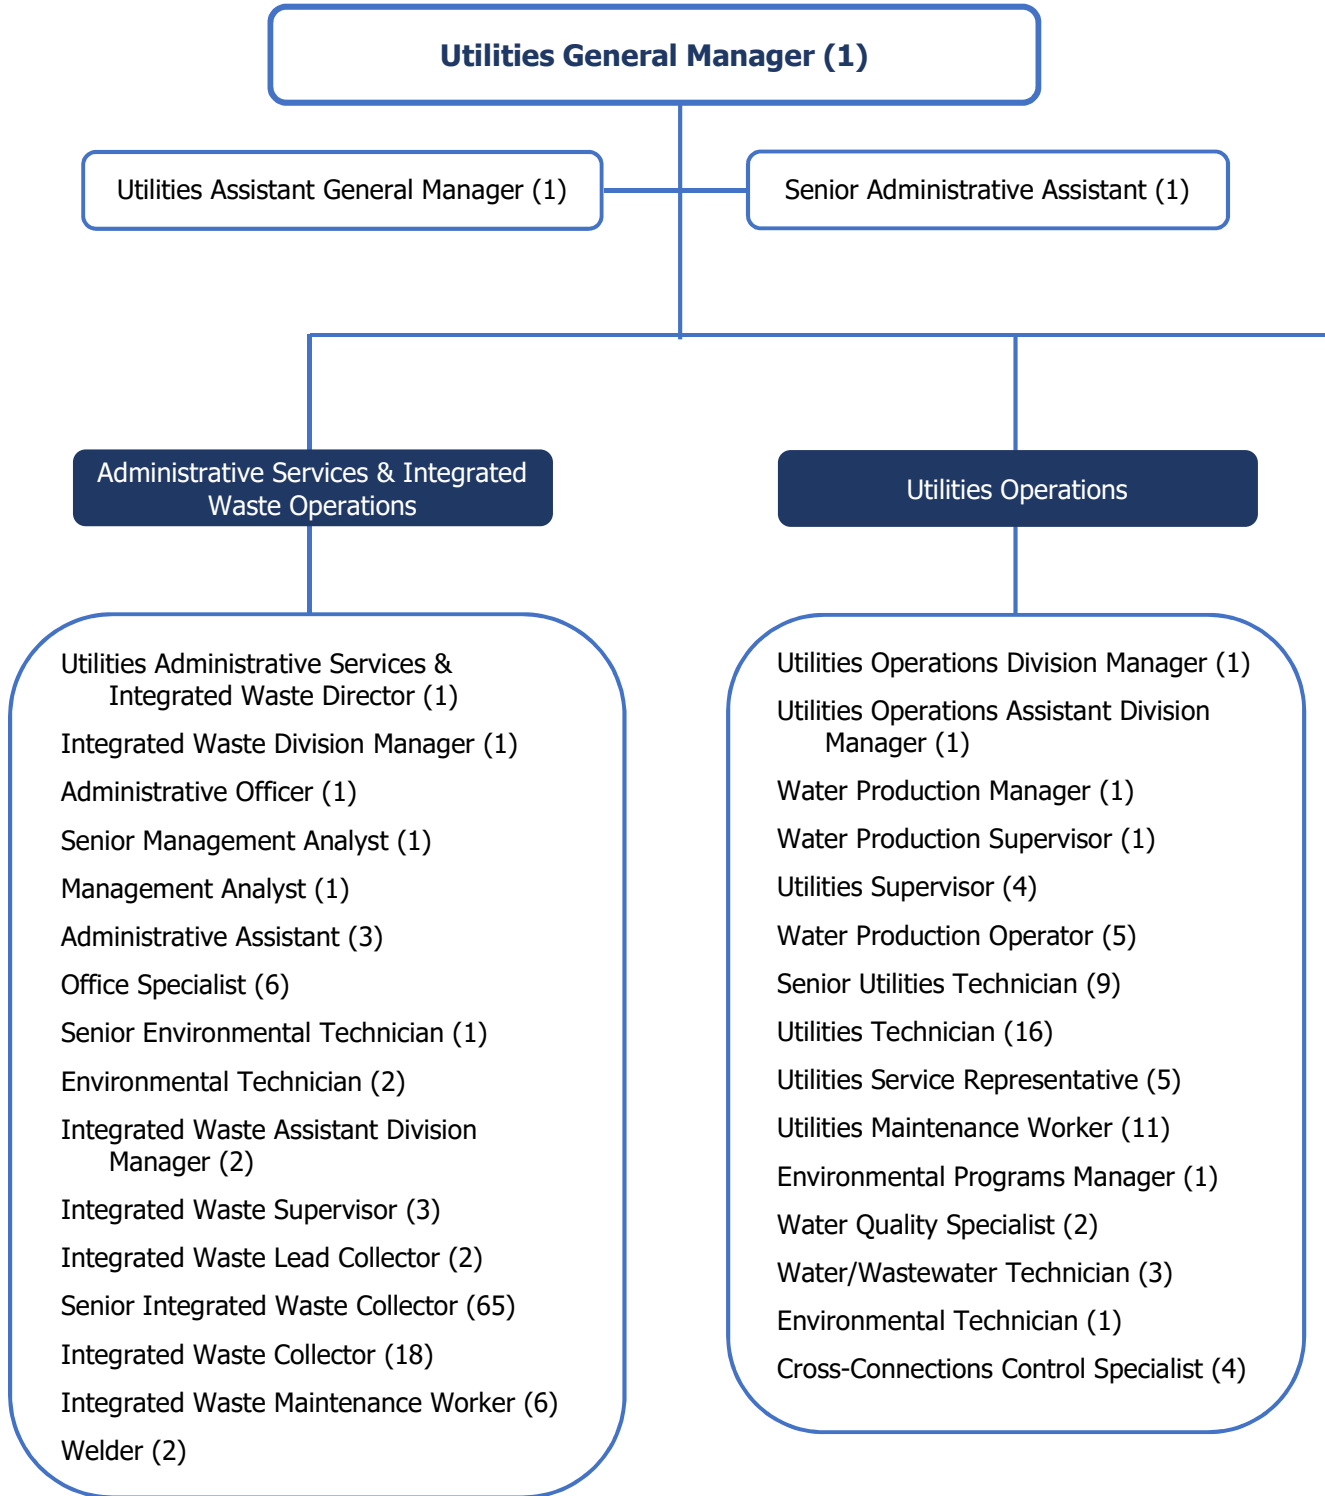 Utilities General Manager (1)
Utilities Assistant General Manager (1)
Senior Administrative Assistant (1)
Administrative Services & Integrated
Waste Operations
Utilities Administrative Services &
Integrated Waste Director (1)
Integrated Waste Division Manager (1)
Administrative Officer (1)
Senior Management Analyst (1)
Management Analyst (1)
Administrative Assistant (3)
Office Specialist (6)
Senior Environmental Technician (1)
Environmental Technician (2)
Integrated Waste Assistant Division
Manager (2)
Integrated Waste Supervisor (3)
Integrated Waste Lead Collector (2)
Senior Integrated Waste Collector (65)
Integrated Waste Collector (18)
Integrated Waste Maintenance Worker (6)
Welder (2)
Utilities Operations
Utilities Operations Division Manager (1)
Utilities Operations Assistant Division
Manager (1)
Water Production Manager (1)
Water Production Supervisor (1)
Utilities Supervisor (4)
Water Production Operator (5)
Senior Utilities Technician (9)
Utilities Technician (16)
Utilities Service Representative (5)
Utilities Maintenance Worker (11)
Environmental Programs Manager (1)
Water Quality Specialist (2)
Water/Wastewater Technician (3)
Environmental Technician (1)
Cross-Connections Control Specialist (4)